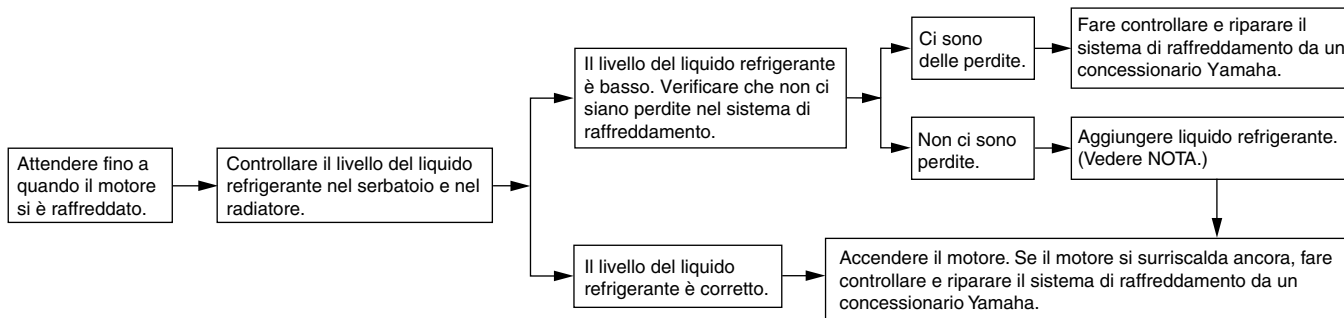 Attendere fino a
quando il motore
si è raffreddato.
Controllare il livello del liquido
refrigerante nel serbatoio e nel
radiatore.
Il livello del liquido refrigerante
è basso. Verificare che non ci
siano perdite nel sistema di
raffreddamento.
Ci sono
delle perdite.
Fare controllare e riparare il
sistema di raffreddamento da un
concessionario Yamaha.
Non ci sono
perdite.
Aggiungere liquido refrigerante.
(Vedere NOTA.)
Il livello del liquido
refrigerante è corretto.
Accendere il motore. Se il motore si surriscalda ancora, fare
controllare e riparare il sistema di raffreddamento da un
concessionario Yamaha.